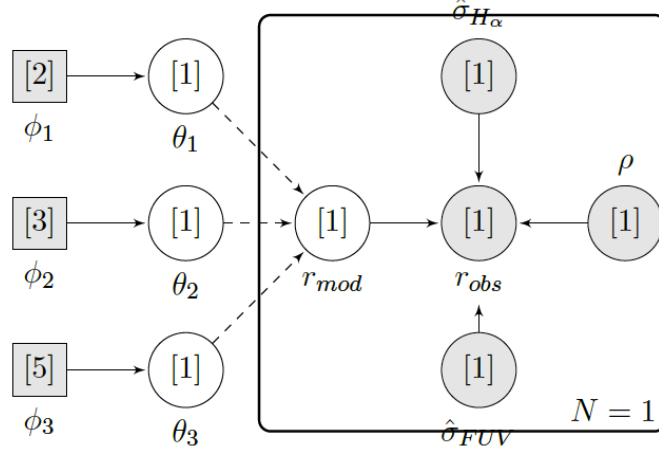 σ̂_{H_α}
[2] [1] [1]
ϕ₁ θ₁
ρ
[3] [1] [1] [1] [1]
ϕ₂ θ₂ r_{mod} r_{obs}
[5] [1] [1]
ϕ₃ θ₃ σ̂_{FUV} N = 1